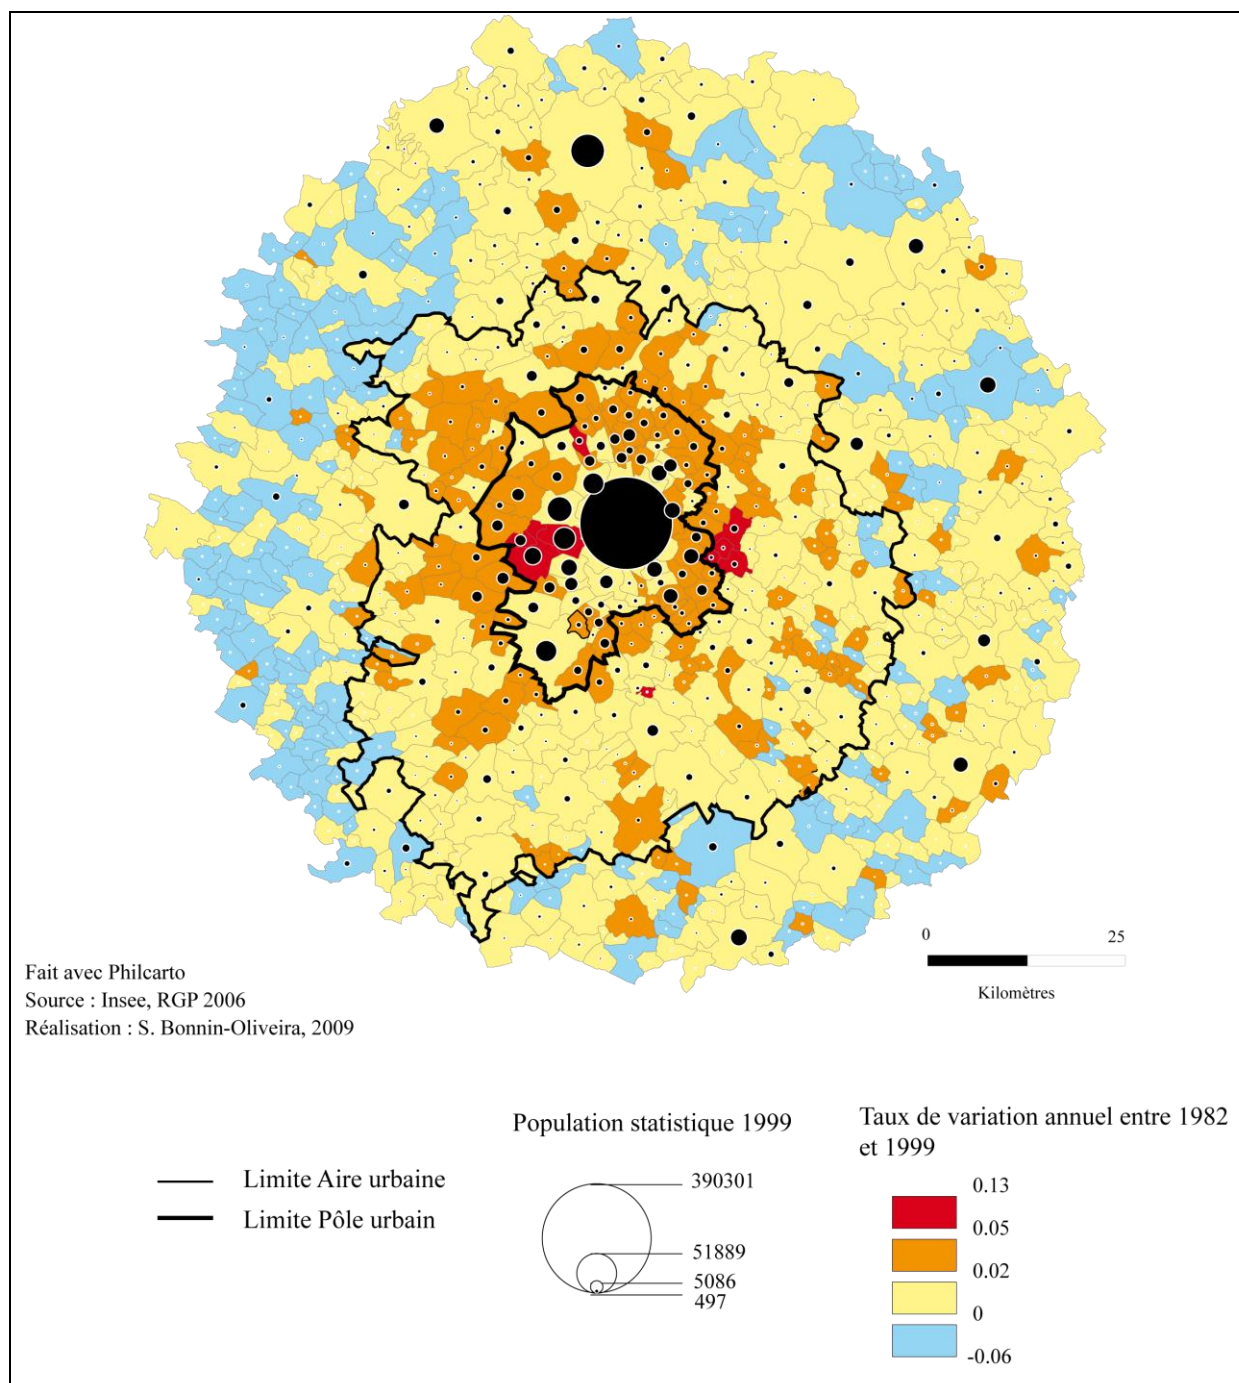 0
25
Kilomètres
Fait avec Philcarto
Source : Insee, RGP 2006
Réalisation : S. Bonnin-Oliveira, 2009
Limite Aire urbaine
Limite Pôle urbain
Population statistique 1999
390301
51889
5086
497
Taux de variation annuel entre 1982
et 1999
0.13
0.05
0.02
0
-0.06